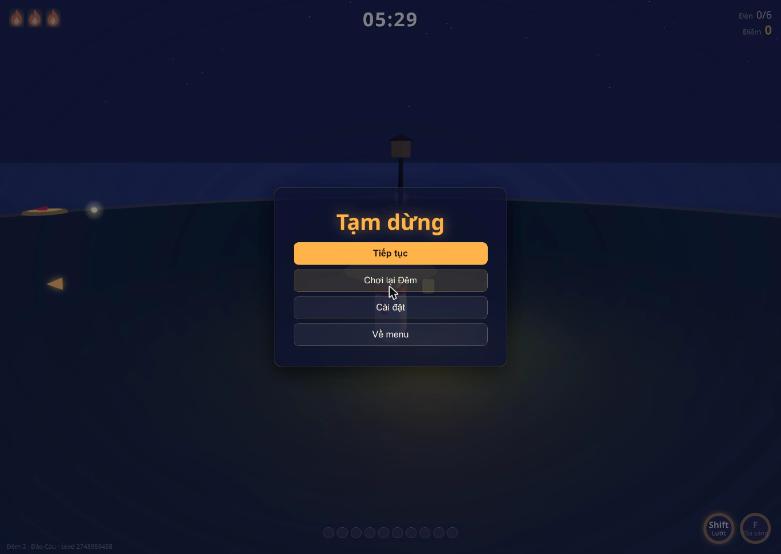 05:29
Đèn 0/6
Điểm 0
Tạm dừng
Tiếp tục
Chơi lại Đêm
Cài đặt
Về menu
Shift
Lướt
F